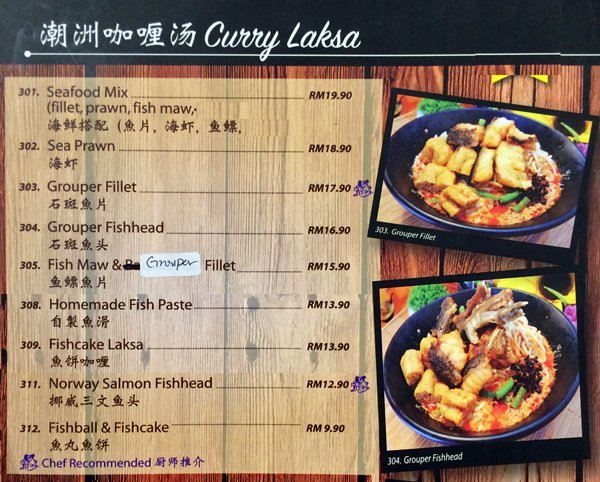 潮洲咖喱汤 Curry Laksa
301. Seafood Mix RM19.90
(fillet, prawn, fish maw,
海鲜搭配 (魚片, 海虾, 鱼鳔,
302. Sea Prawn RM18.90
海虾
303. Grouper Fillet RM17.90
石斑魚片
304. Grouper Fishhead RM16.90
石斑魚头
305. Fish Maw & Grouper Fillet RM15.90
鱼鳔魚片
308. Homemade Fish Paste RM13.90
自製魚滑
309. Fishcake Laksa RM13.90
魚饼咖喱
311. Norway Salmon Fishhead RM12.90
挪威三文鱼头
312. Fishball & Fishcake RM 9.90
魚丸魚饼
Chef Recommended 厨师推介
303. Grouper Fillet
304. Grouper Fishhead